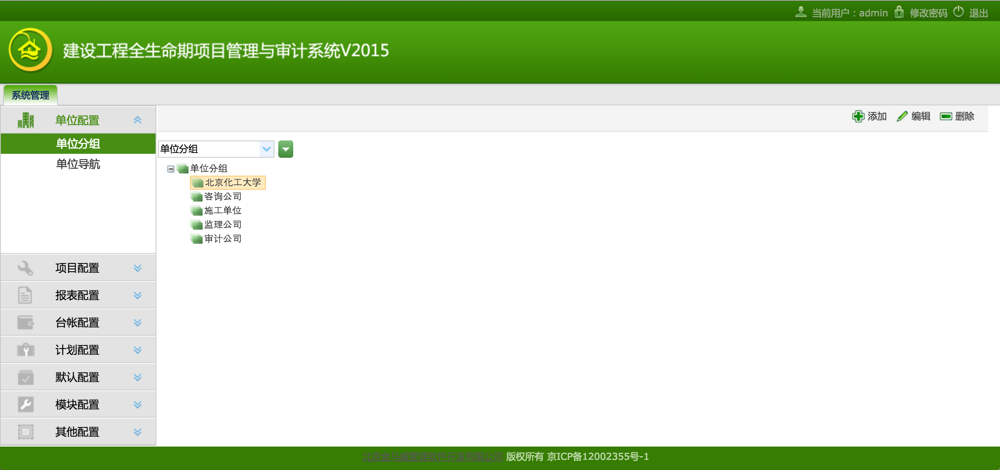 当前用户：admin 修改密码 退出
建设工程全生命期项目管理与审计系统V2015
系统管理
单位配置
单位分组
单位导航
项目配置
报表配置
台帐配置
计划配置
默认配置
模块配置
其他配置
添加 编辑 删除
单位分组
单位分组
北京化工大学
咨询公司
施工单位
监理公司
审计公司
北京金马威管理软件开发有限公司 版权所有 京ICP备12002355号-1